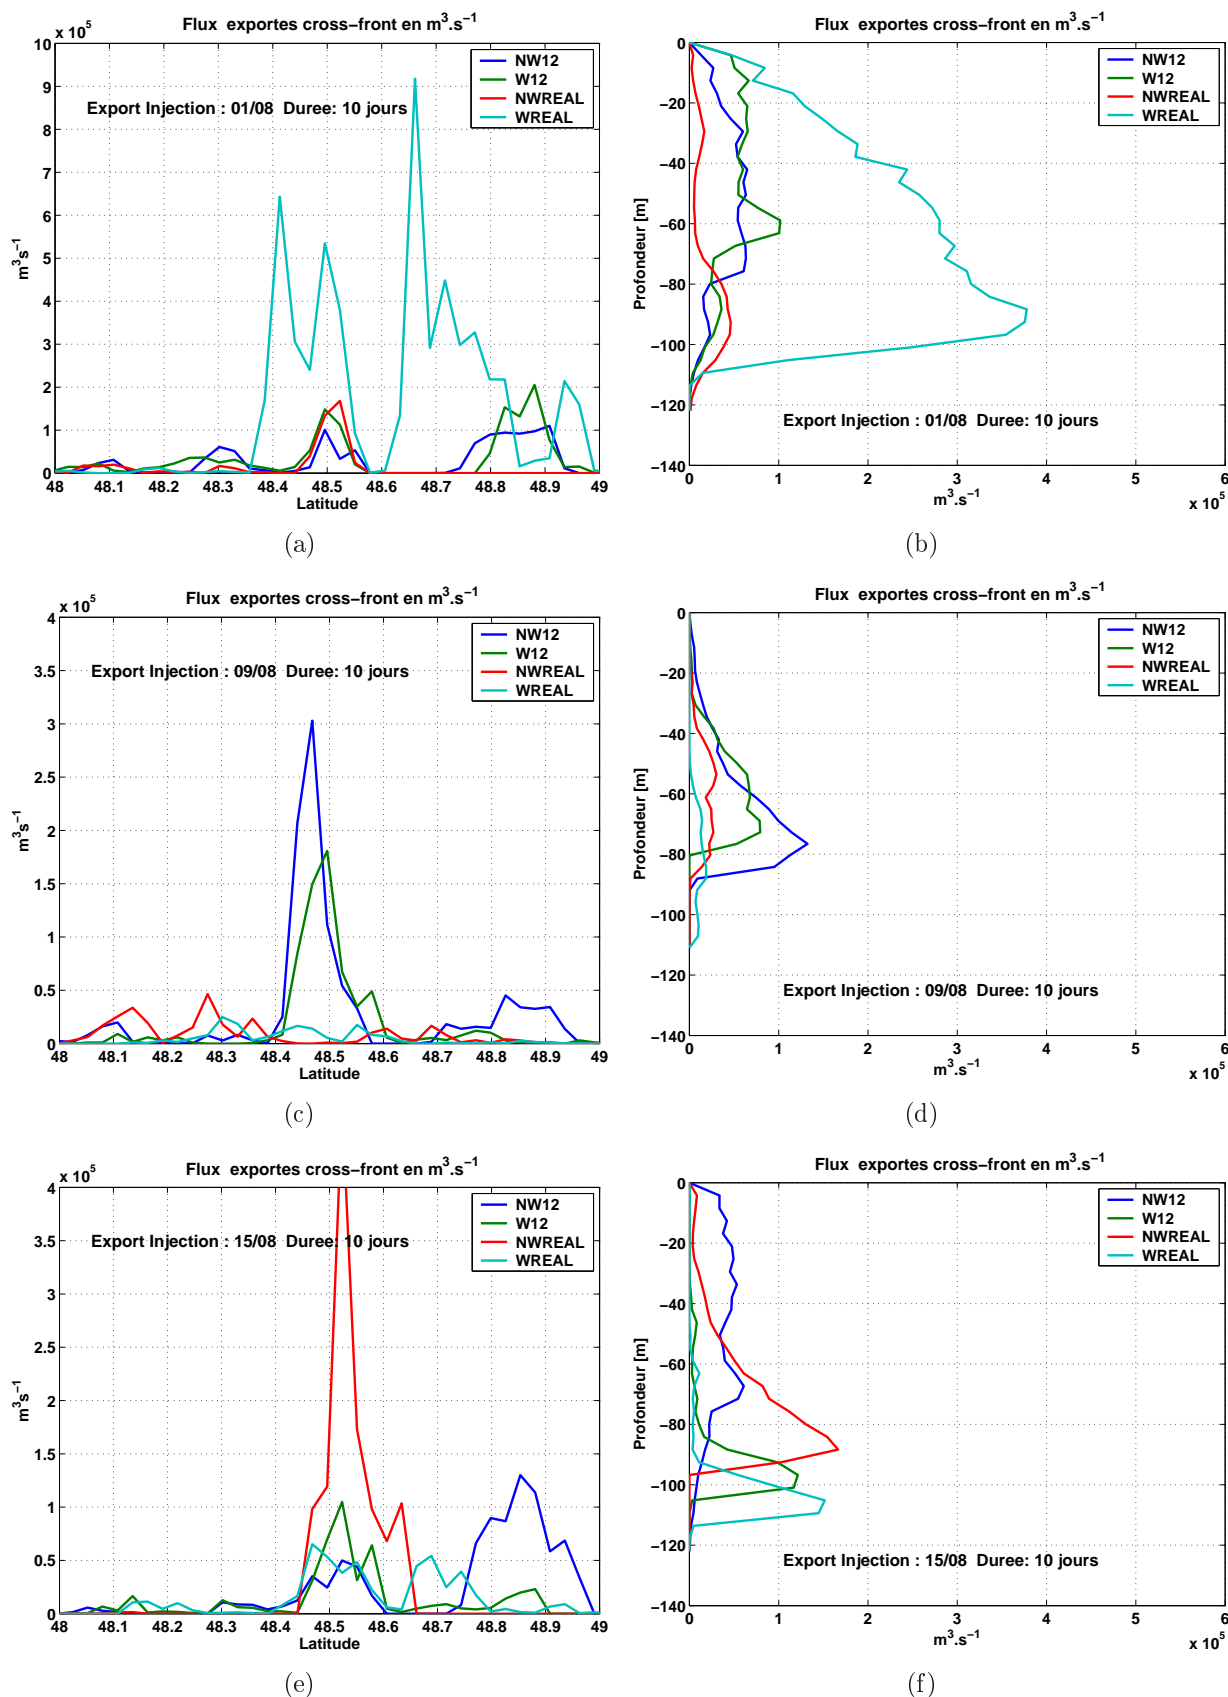 Flux exportes cross−front en m³.s⁻¹
x 10⁵
NW12
W12
NWREAL
WREAL
Export Injection : 01/08 Duree: 10 jours
10
9
8
7
6
5
4
3
2
1
0
m³s⁻¹
48 48.1 48.2 48.3 48.4 48.5 48.6 48.7 48.8 48.9 49
Latitude
(a)
Flux exportes cross−front en m³.s⁻¹
NW12
W12
NWREAL
WREAL
0
−20
−40
−60
−80
−100
−120
−140
Profondeur [m]
Export Injection : 01/08 Duree: 10 jours
0 1 2 3 4 5 6
m³.s⁻¹
x 10⁵
(b)
Flux exportes cross−front en m³.s⁻¹
x 10⁵
NW12
W12
NWREAL
WREAL
Export Injection : 09/08 Duree: 10 jours
4
3.5
3
2.5
2
1.5
1
0.5
0
m³s⁻¹
48 48.1 48.2 48.3 48.4 48.5 48.6 48.7 48.8 48.9 49
Latitude
(c)
Flux exportes cross−front en m³.s⁻¹
NW12
W12
NWREAL
WREAL
0
−20
−40
−60
−80
−100
−120
−140
Profondeur [m]
Export Injection : 09/08 Duree: 10 jours
0 1 2 3 4 5 6
m³.s⁻¹
x 10⁵
(d)
Flux exportes cross−front en m³.s⁻¹
x 10⁵
NW12
W12
NWREAL
WREAL
Export Injection : 15/08 Duree: 10 jours
4
3.5
3
2.5
2
1.5
1
0.5
0
m³s⁻¹
48 48.1 48.2 48.3 48.4 48.5 48.6 48.7 48.8 48.9 49
Latitude
(e)
Flux exportes cross−front en m³.s⁻¹
NW12
W12
NWREAL
WREAL
0
−20
−40
−60
−80
−100
−120
−140
Profondeur [m]
Export Injection : 15/08 Duree: 10 jours
0 1 2 3 4 5 6
m³.s⁻¹
x 10⁵
(f)